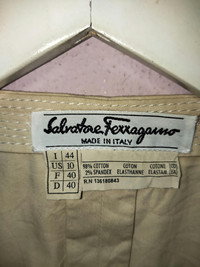 Salvatore Ferragamo
MADE IN ITALY
I 44
US 10
F 40
D 40
98% COTTON COTON COTONE
2% SPANDEX ELASTHANNE ELASTAM.
R.N 136180843